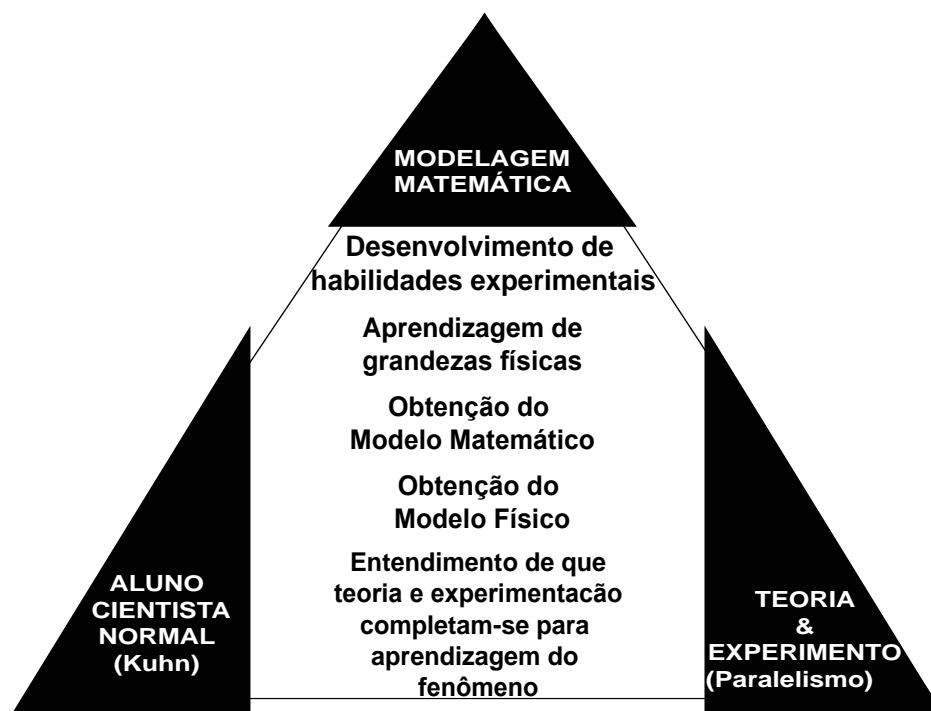 MODELAGEM
MATEMÁTICA
Desenvolvimento de
habilidades experimentais
Aprendizagem de
grandezas físicas
Obtenção do
Modelo Matemático
Obtenção do
Modelo Físico
Entendimento de que
teoria e experimentacão
completam-se para
aprendizagem do
fenômeno
ALUNO
CIENTISTA
NORMAL
(Kuhn)
TEORIA
&
EXPERIMENTO
(Paralelismo)